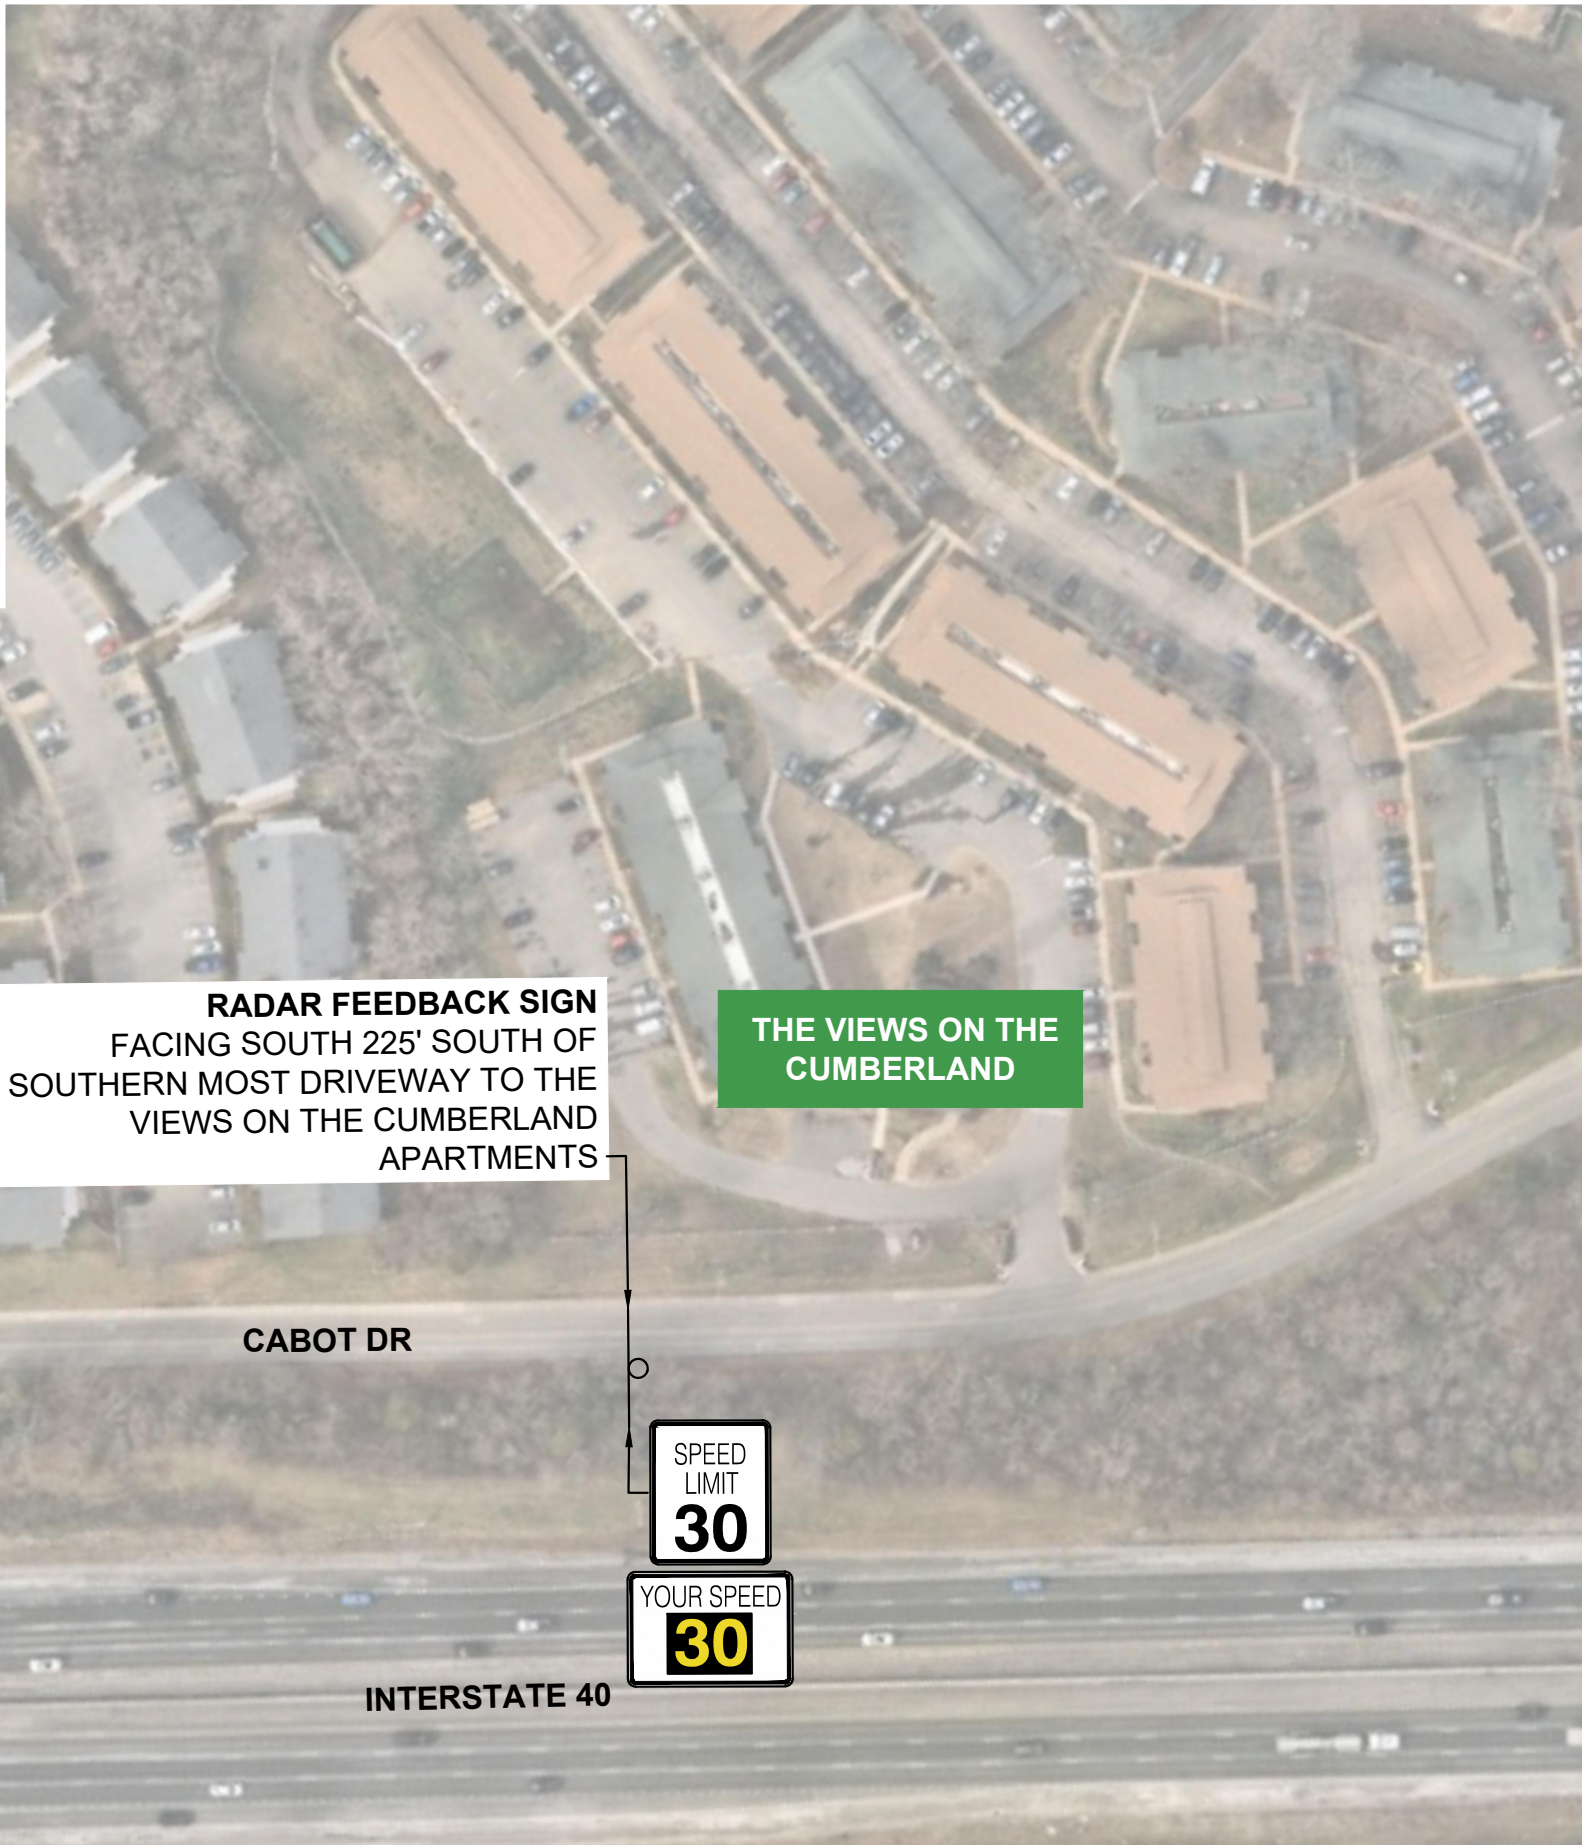 RADAR FEEDBACK SIGN
FACING SOUTH 225' SOUTH OF
SOUTHERN MOST DRIVEWAY TO THE
VIEWS ON THE CUMBERLAND
APARTMENTS
THE VIEWS ON THE
CUMBERLAND
CABOT DR
SPEED
LIMIT
30
YOUR SPEED
30
INTERSTATE 40